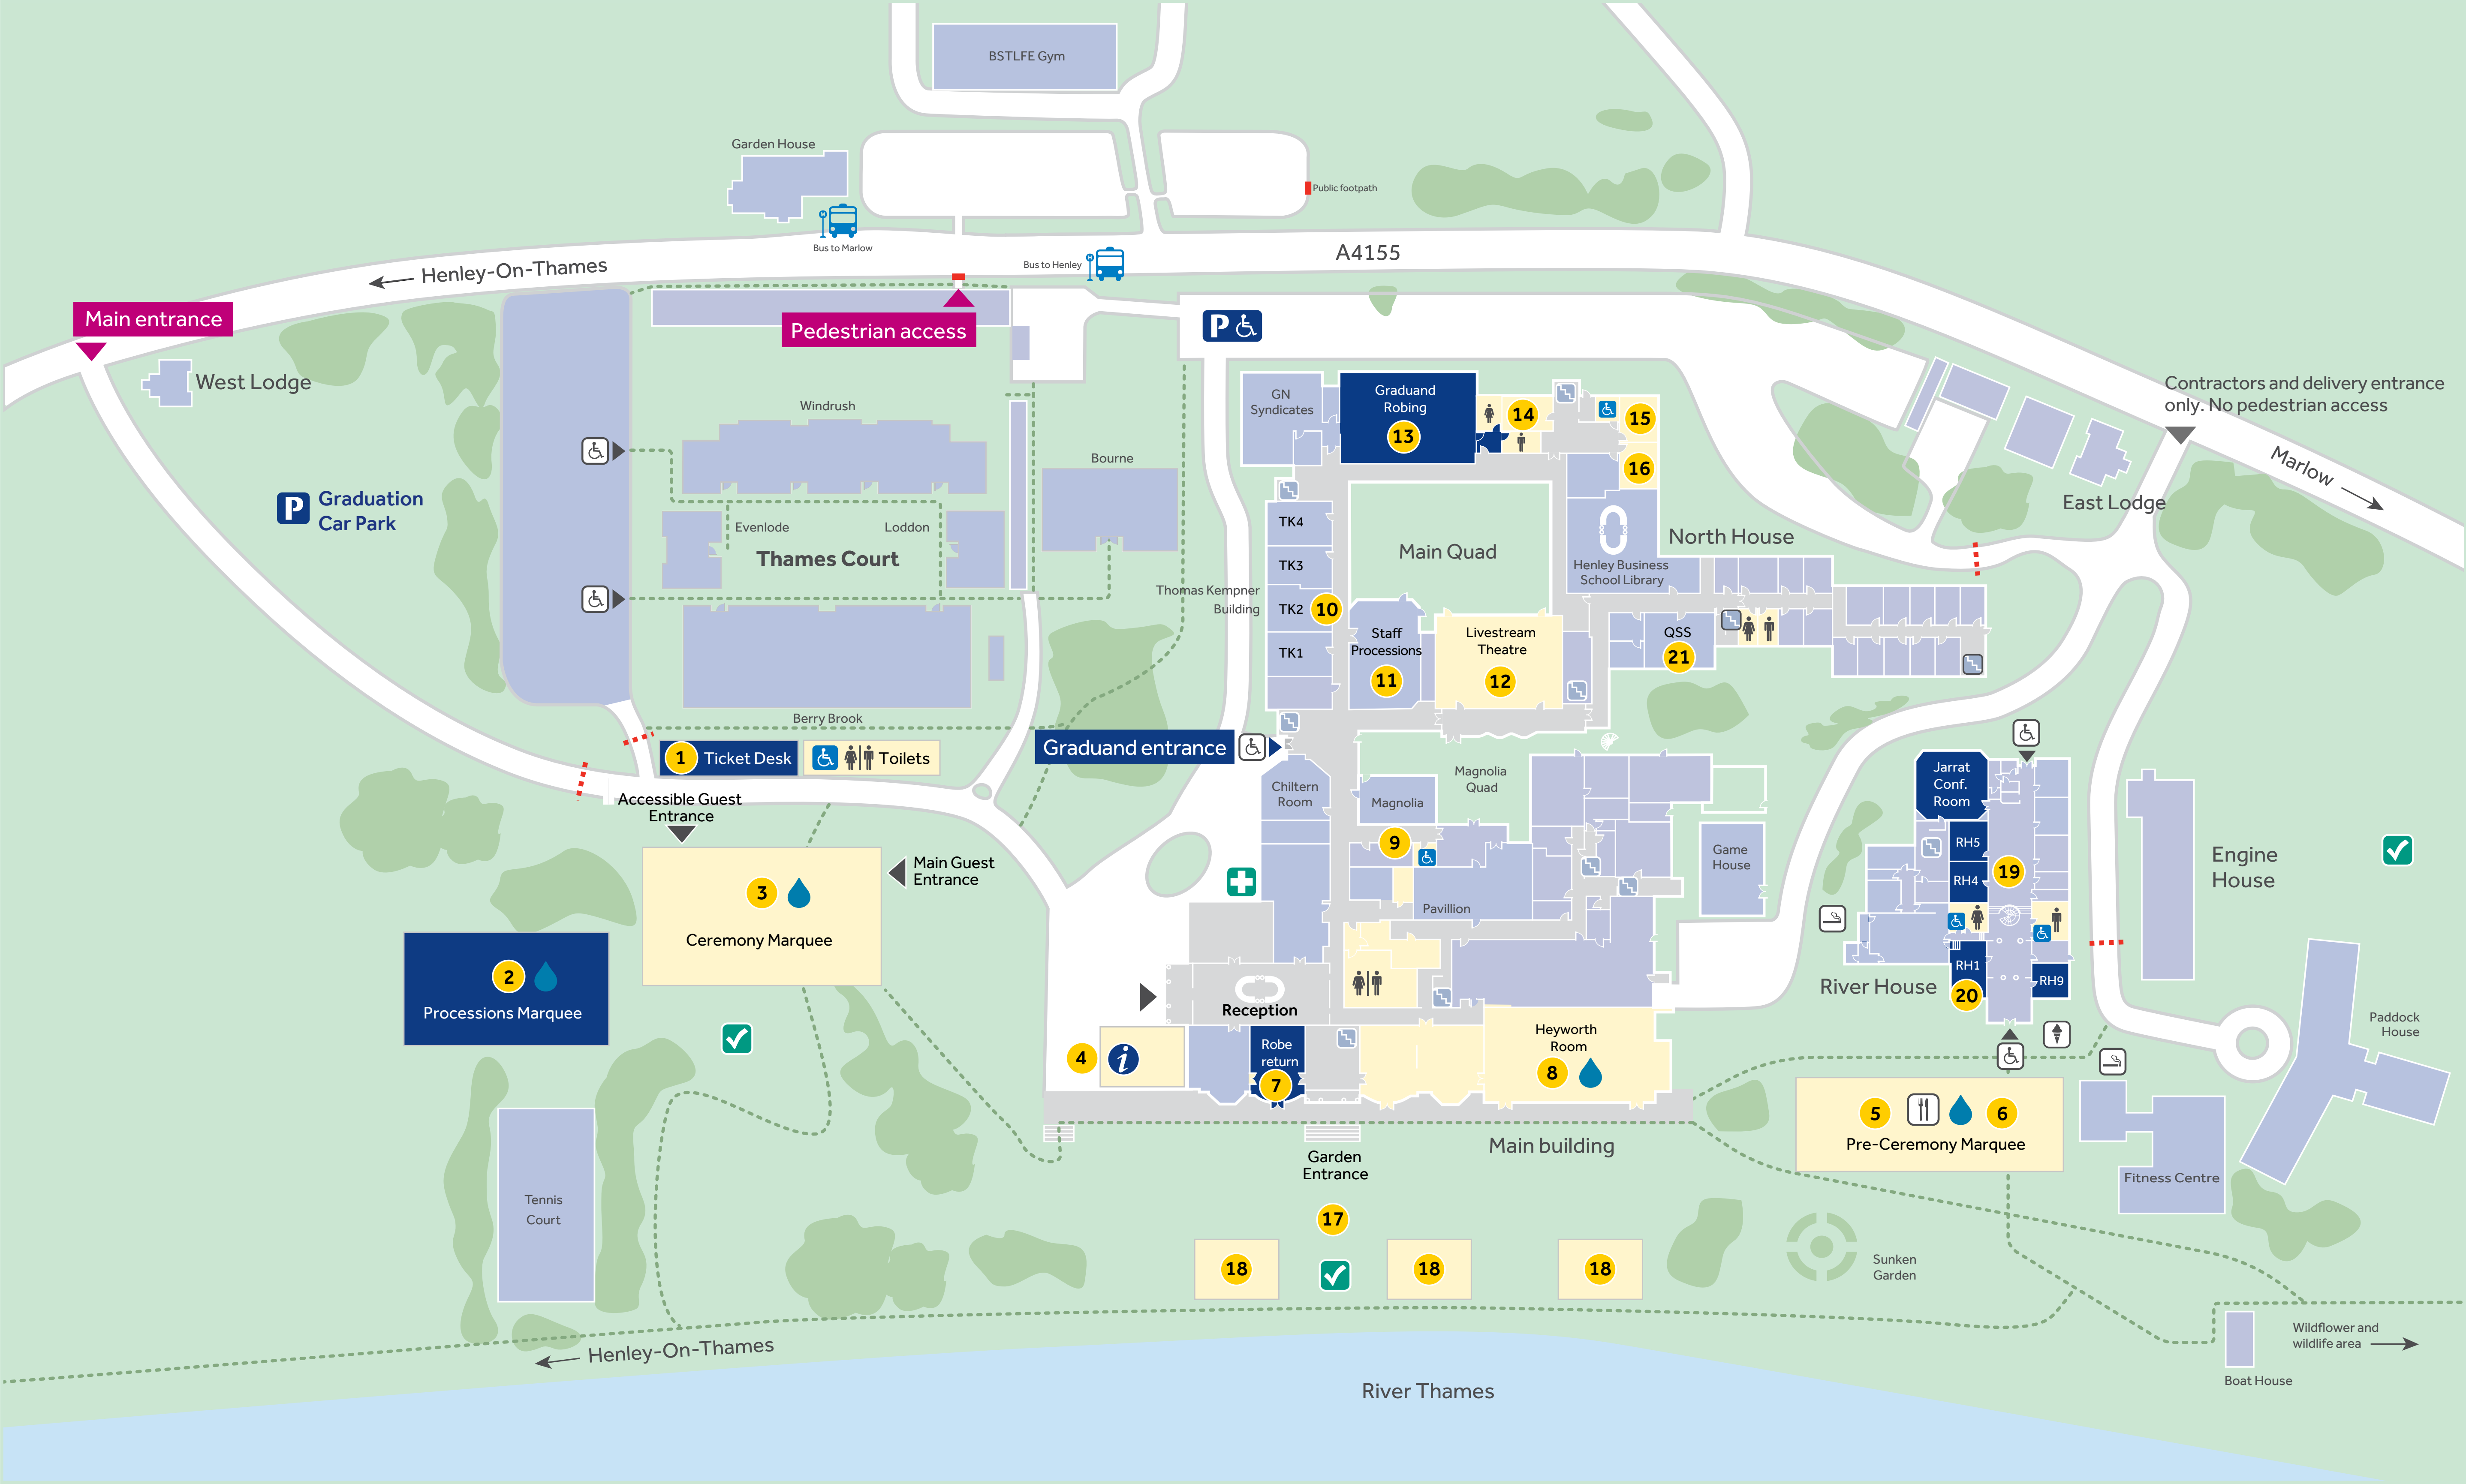 BSTLFE Gym
Garden House
Public footpath
Bus to Marlow
A4155
Bus to Henley
Henley-On-Thames
Main entrance
Pedestrian access
P
West Lodge
Contractors and delivery entrance
only. No pedestrian access
Marlow
East Lodge
GN
Syndicates
Graduand
Robing
13
14
15
16
Windrush
Bourne
P
Graduation
Car Park
Evenlode
Loddon
Thames Court
TK4
TK3
Thomas Kempner
Building
TK2
10
TK1
Main Quad
North House
Henley Business
School Library
Staff
Processions
11
Livestream
Theatre
12
QSS
21
Berry Brook
1
Ticket Desk
Toilets
Graduand entrance
Accessible Guest
Entrance
Main Guest
Entrance
3
Ceremony Marquee
2
Processions Marquee
Chiltern
Room
Magnolia
Quad
Magnolia
9
Pavillion
Game
House
Jarrat
Conf.
Room
RH5
RH4
19
RH1
20
RH9
River House
Engine
House
Paddock
House
Reception
4
i
Robe
return
7
Heyworth
Room
8
5
6
Pre-Ceremony Marquee
Fitness Centre
Main building
Garden
Entrance
17
18
18
18
Tennis
Court
Sunken
Garden
Wildflower and
wildlife area
Boat House
Henley-On-Thames
River Thames